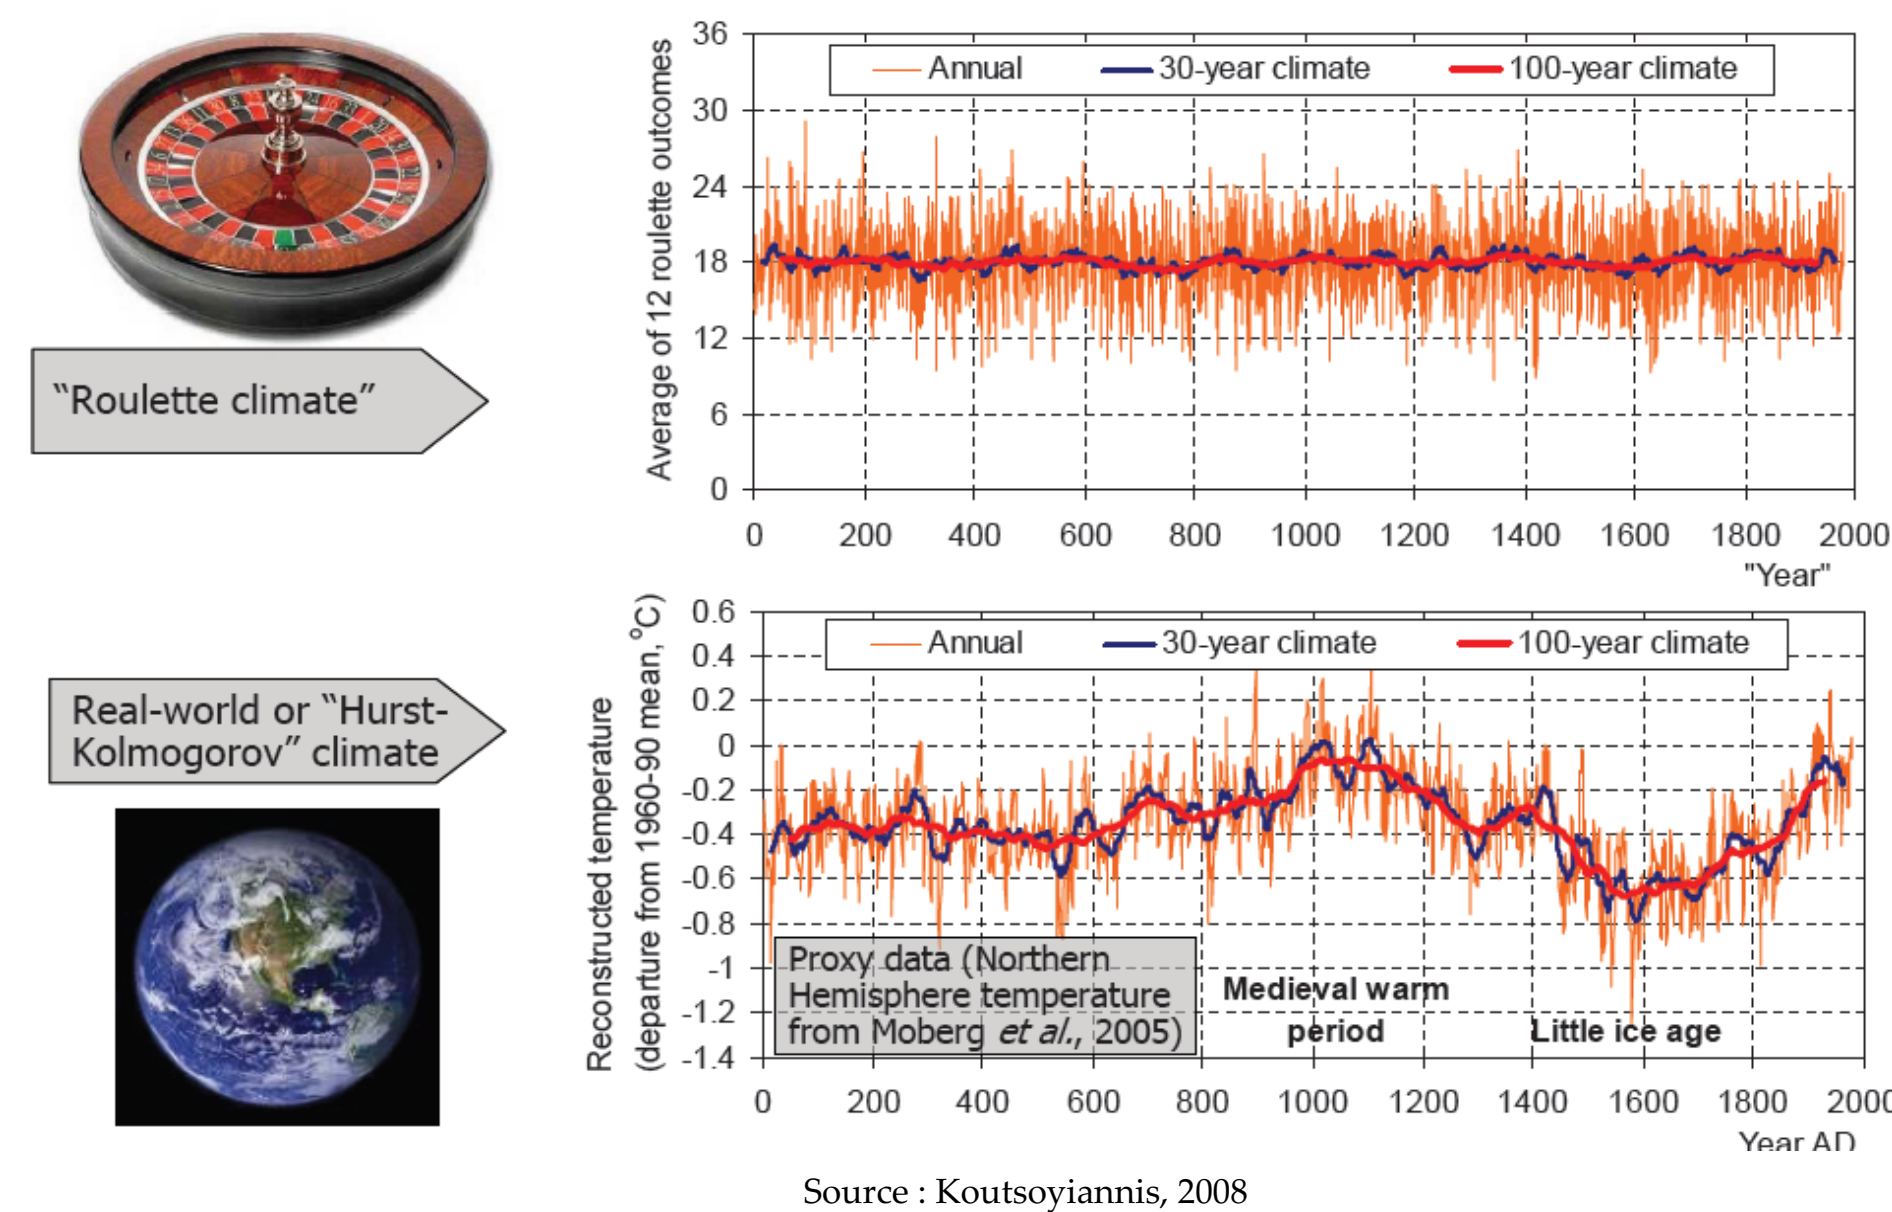 36
30
24
18
12
6
0
Average of 12 roulette outcomes
Annual 30-year climate 100-year climate
0 200 400 600 800 1000 1200 1400 1600 1800 2000
"Year"
“Roulette climate”
0.6
0.4
0.2
0
-0.2
-0.4
-0.6
-0.8
-1
-1.2
-1.4
Reconstructed temperature
(departure from 1960-90 mean, °C)
Annual 30-year climate 100-year climate
Real-world or “Hurst-
Kolmogorov” climate
Proxy data (Northern
Hemisphere temperature
from Moberg et al., 2005)
Medieval warm
period
Little ice age
0 200 400 600 800 1000 1200 1400 1600 1800 2000
Year AD
Source : Koutsoyiannis, 2008